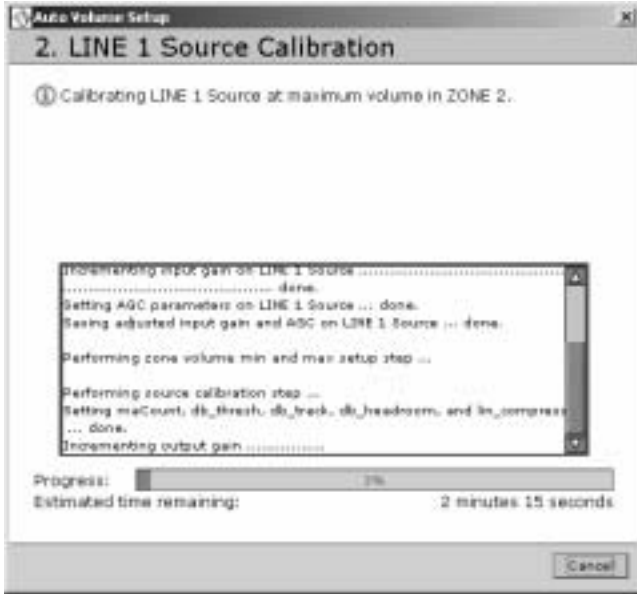 Auto Volume Setup
2. LINE 1 Source Calibration
Calibrating LINE 1 Source at maximum volume in ZONE 2.
Incrementing input gain on LINE 1 Source ..........................................
.......................................... done.
Setting AGC parameters on LINE 1 Source ... done.
Saving adjusted input gain and AGC on LINE 1 Source ... done.
Performing zone volume min and max setup step ...
Performing source calibration step ...
Setting maCount, db_thresh, db_track, db_headroom, and lin_compress
... done.
Incrementing output gain ...............
Progress:
Estimated time remaining: 2 minutes 15 seconds
Cancel